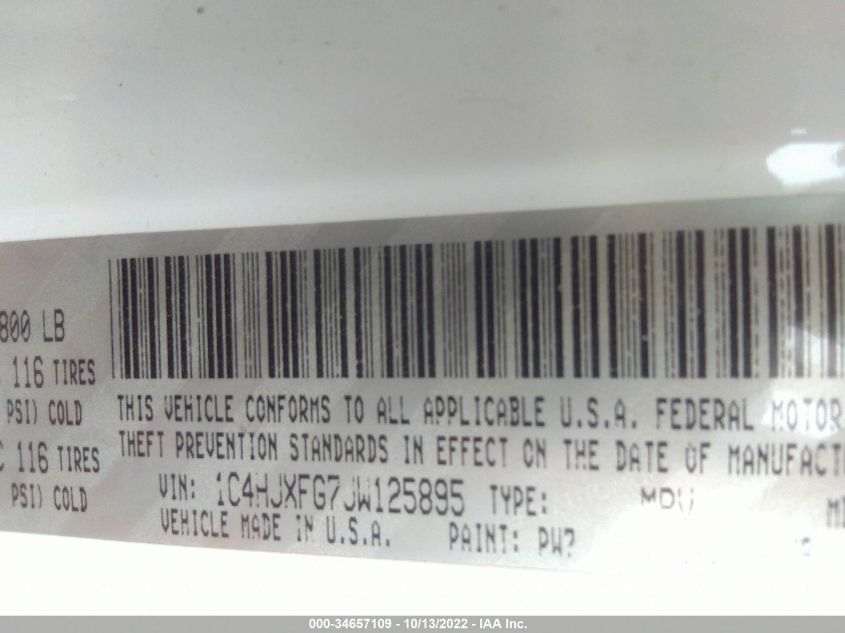 800 LB
116 TIRES
PSI) COLD
C 116 TIRES
PSI) COLD
THIS VEHICLE CONFORMS TO ALL APPLICABLE U.S.A. FEDERAL MOTOR
THEFT PREVENTION STANDARDS IN EFFECT ON THE DATE OF MANUFACT
VIN: 1C4HJXFG7JW125895 TYPE:
VEHICLE MADE IN U.S.A. PAINT: PW7
000-34657109 - 10/13/2022 - IAA Inc.